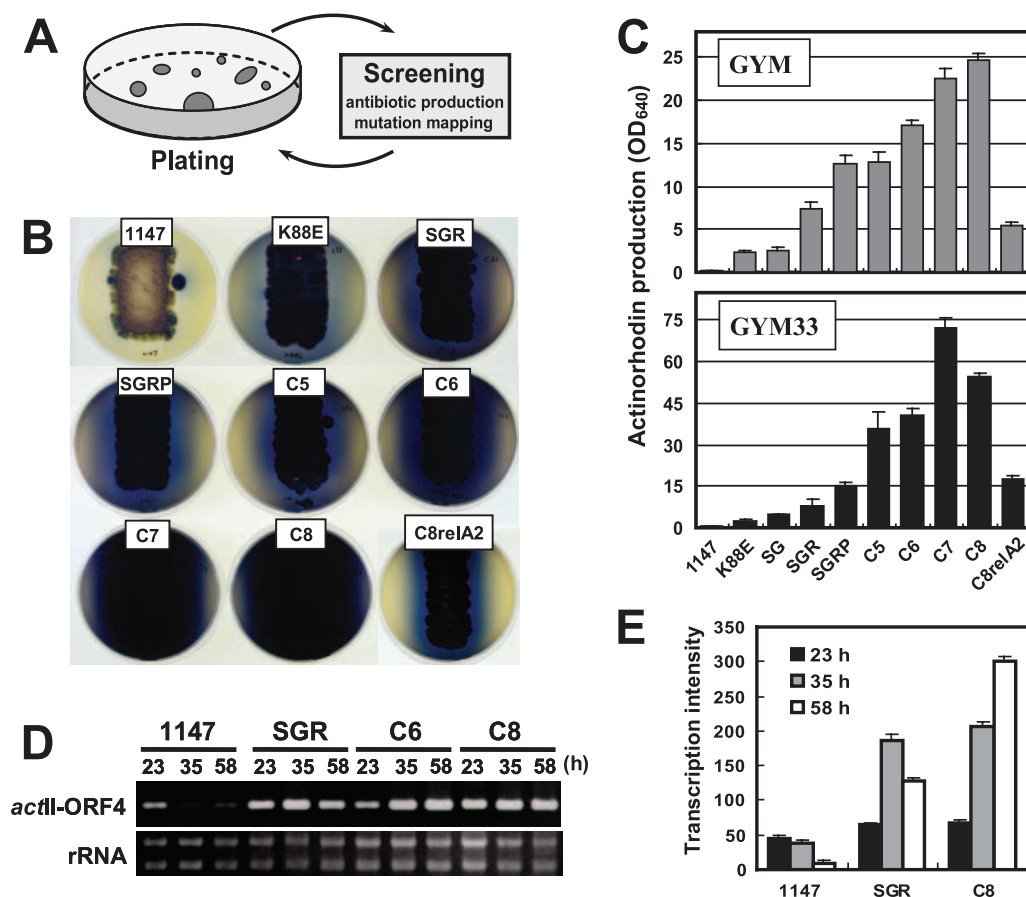 A
Plating
Screening
antibiotic production
mutation mapping
B
1147
K88E
SGR
SGRP
C5
C6
C7
C8
C8relA2
C
Actinorhodin production (OD640)
GYM
25
20
15
10
5
0
GYM33
75
60
45
30
15
0
1147 K88E SG SGR SGRP C5 C6 C7 C8 C8relA2
D
1147 SGR C6 C8
23 35 58 23 35 58 23 35 58 23 35 58 (h)
actII-ORF4
rRNA
E
Transcription intensity
350
300
250
200
150
100
50
0
23 h
35 h
58 h
1147 SGR C8